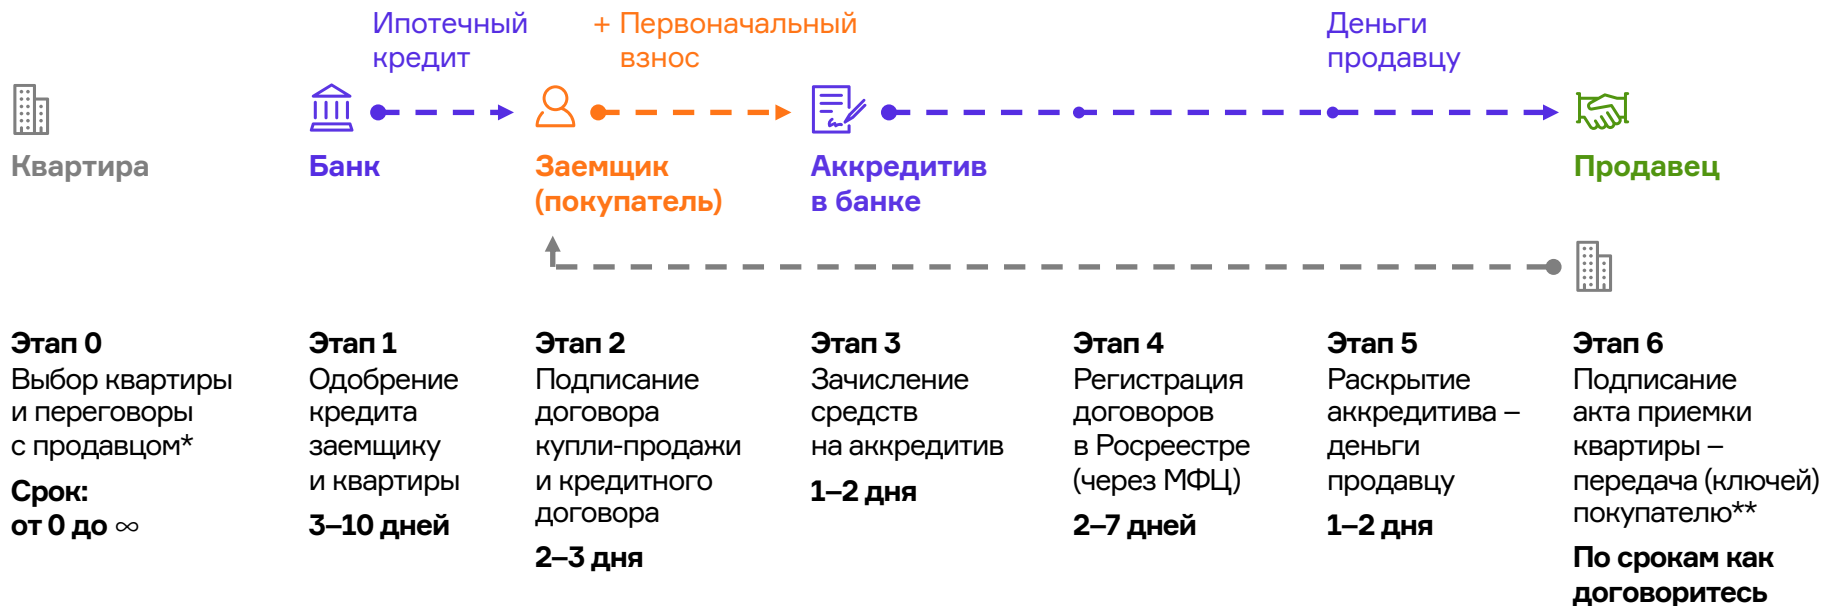 Ипотечный
кредит
+ Первоначальный
взнос
Деньги
продавцу
Квартира
Банк
Заемщик
(покупатель)
Аккредитив
в банке
Продавец
Этап 0
Выбор квартиры
и переговоры
с продавцом*
Срок:
от 0 до ∞
Этап 1
Одобрение
кредита
заемщику
и квартиры
3–10 дней
Этап 2
Подписание
договора
купли-продажи
и кредитного
договора
2–3 дня
Этап 3
Зачисление
средств
на аккредитив
1–2 дня
Этап 4
Регистрация
договоров
в Росреестре
(через МФЦ)
2–7 дней
Этап 5
Раскрытие
аккредитива –
деньги
продавцу
1–2 дня
Этап 6
Подписание
акта приемки
квартиры –
передача (ключей)
покупателю**
По срокам как
договоритесь